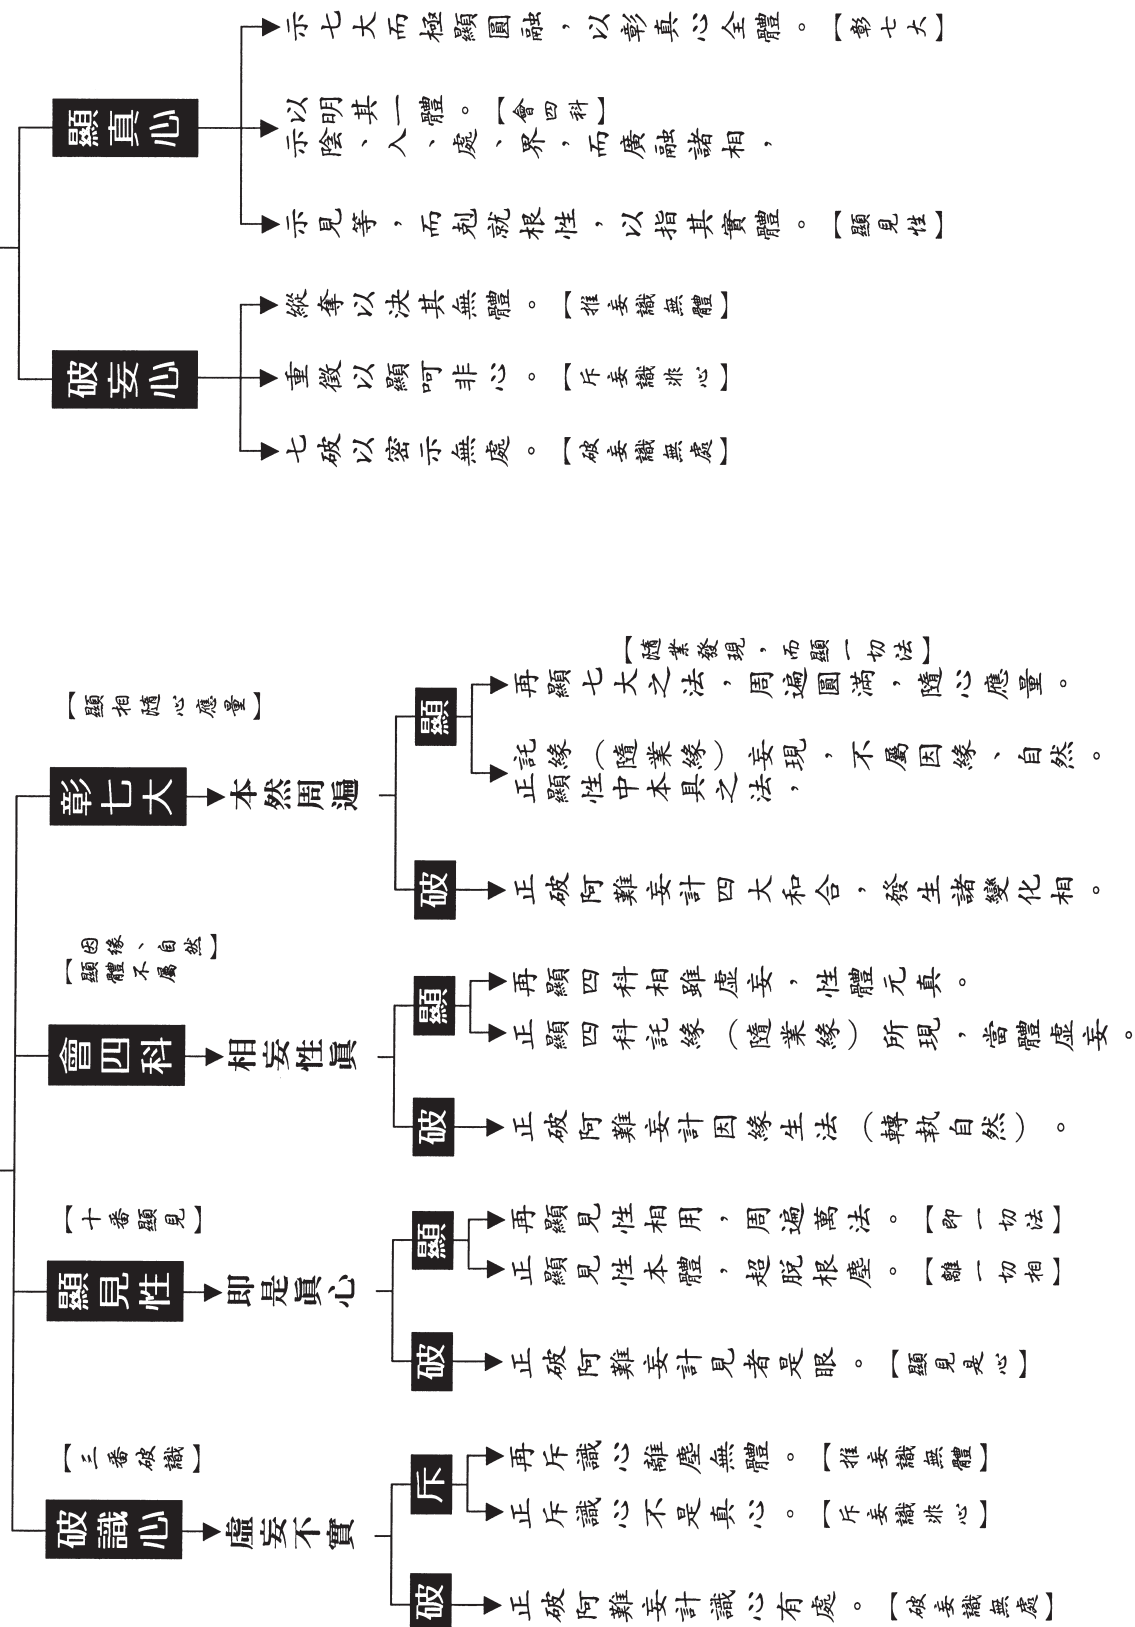 破識心
【三番破識】
虛妄不實
破
正破阿難妄計識心有處。【破妄識無處】
斥
正斥識心不是真心。【斥妄識非心】
再斥識心離塵無體。【推妄識無體】
顯見性
【十番顯見】
即是眞心
破
正破阿難妄計見者是眼。【顯見是心】
顯
正顯見性本體，超脫根塵。【離一切相】
再顯見性相用，周遍萬法。【即一切法】
會四科
【顯體不屬
因緣、自然】
相妄性眞
破
正破阿難妄計因緣生法（轉執自然）。
顯
正顯四科託緣（隨業緣）所現，當體虛妄。
再顯四科相雖虛妄，性體元真。
彰七大
【顯相隨心應量】
本然周遍
破
正破阿難妄計四大和合，發生諸變化相。
顯
正顯性中本具之法，
託緣（隨業緣）妄現，不屬因緣、自然。
再顯七大之法，周遍圓滿，隨心應量。
【隨業發現，而顯一切法】
破妄心
七破以密示無處。【破妄識無處】
重徵以顯呵非心。【斥妄識非心】
縱奪以決其無體。【推妄識無體】
顯真心
示見等，而剋就根性，以指其實體。【顯見性】
示陰、入、處、界，而廣融諸相，
以明其一體。【會四科】
示七大而極顯圓融，以彰真心全體。【彰七大】